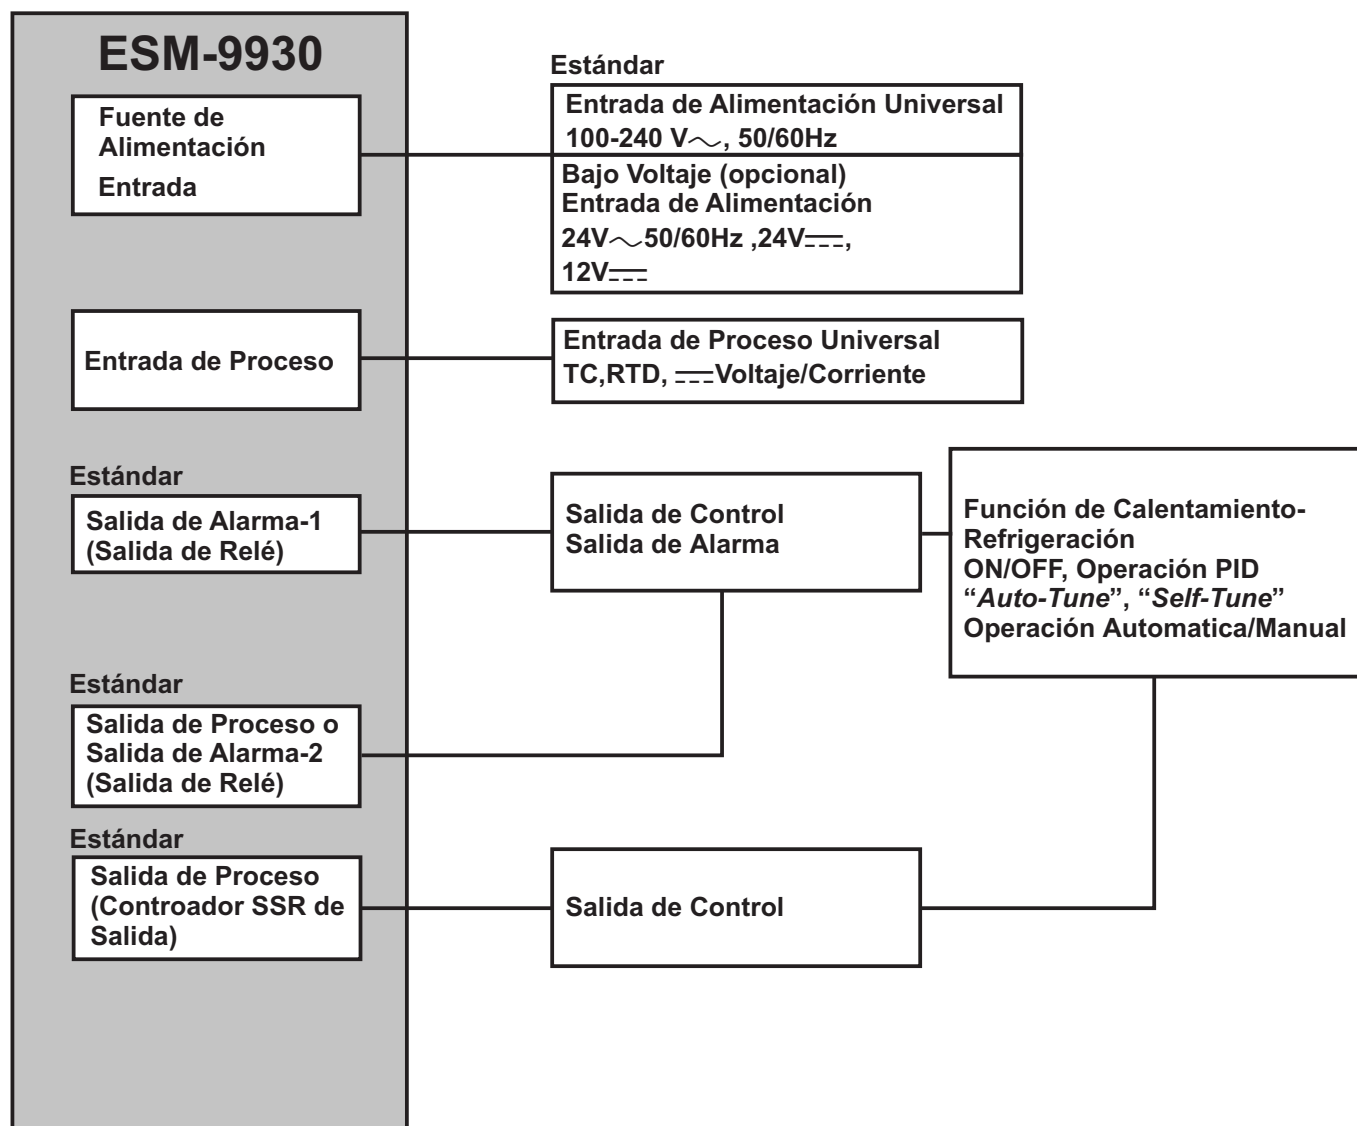 ESM-9930
Fuente de
Alimentación
Entrada
Estándar
Entrada de Alimentación Universal
100-240 V⏦, 50/60Hz
Bajo Voltaje (opcional)
Entrada de Alimentación
24V⏦50/60Hz ,24V⎓,
12V⎓
Entrada de Proceso
Entrada de Proceso Universal
TC,RTD, ⎓Voltaje/Corriente
Estándar
Salida de Alarma-1
(Salida de Relé)
Salida de Control
Salida de Alarma
Función de Calentamiento-
Refrigeración
ON/OFF, Operación PID
“Auto-Tune”, “Self-Tune”
Operación Automatica/Manual
Estándar
Salida de Proceso o
Salida de Alarma-2
(Salida de Relé)
Estándar
Salida de Proceso
(Controador SSR de
Salida)
Salida de Control